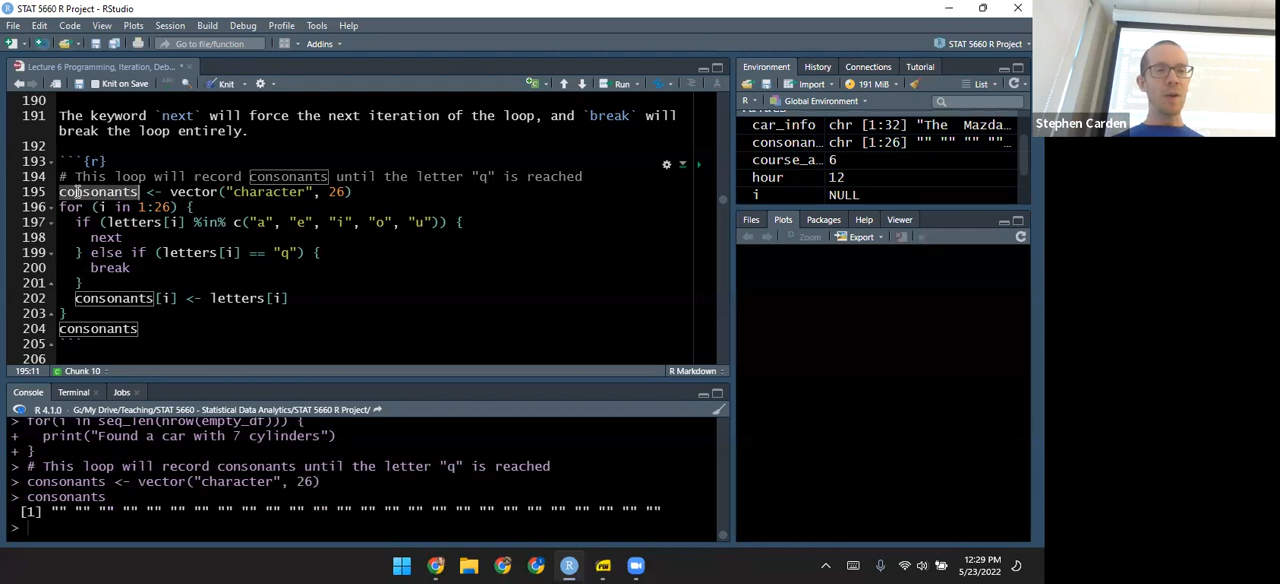 STAT 5660 R Project - RStudio
File Edit Code View Plots Session Build Debug Profile Tools Help
Go to file/function Addins STAT 5660 R Project
Lecture 6 Programming, Iteration, Deb...*
Knit on Save Knit Run
190
191 The keyword `next` will force the next iteration of the loop, and `break` will
break the loop entirely.
192
193 ```{r}
194 # This loop will record consonants until the letter "q" is reached
195 consonants <- vector("character", 26)
196 for (i in 1:26) {
197 if (letters[i] %in% c("a", "e", "i", "o", "u")) {
198 next
199 } else if (letters[i] == "q") {
200 break
201 }
202 consonants[i] <- letters[i]
203 }
204 consonants
205 ```
206
195:11 Chunk 10 R Markdown
Console Terminal Jobs
R 4.1.0 · G:/My Drive/Teaching/STAT 5660 - Statistical Data Analytics/STAT 5660 R Project/
> for(i in seq_len(nrow(empty_df))) {
+ print("Found a car with 7 cylinders")
+ }
> # This loop will record consonants until the letter "q" is reached
> consonants <- vector("character", 26)
> consonants
[1] "" "" "" "" "" "" "" "" "" "" "" "" "" "" "" "" "" "" "" "" "" "" "" "" "" ""
>
Environment History Connections Tutorial
Import 191 MiB List
R Global Environment
car_info chr [1:32] "The Mazda...
consonan... chr [1:26] "" "" "" ""...
course_a... 6
hour 12
i NULL
Files Plots Packages Help Viewer
Zoom Export
Stephen Carden
12:29 PM
5/23/2022